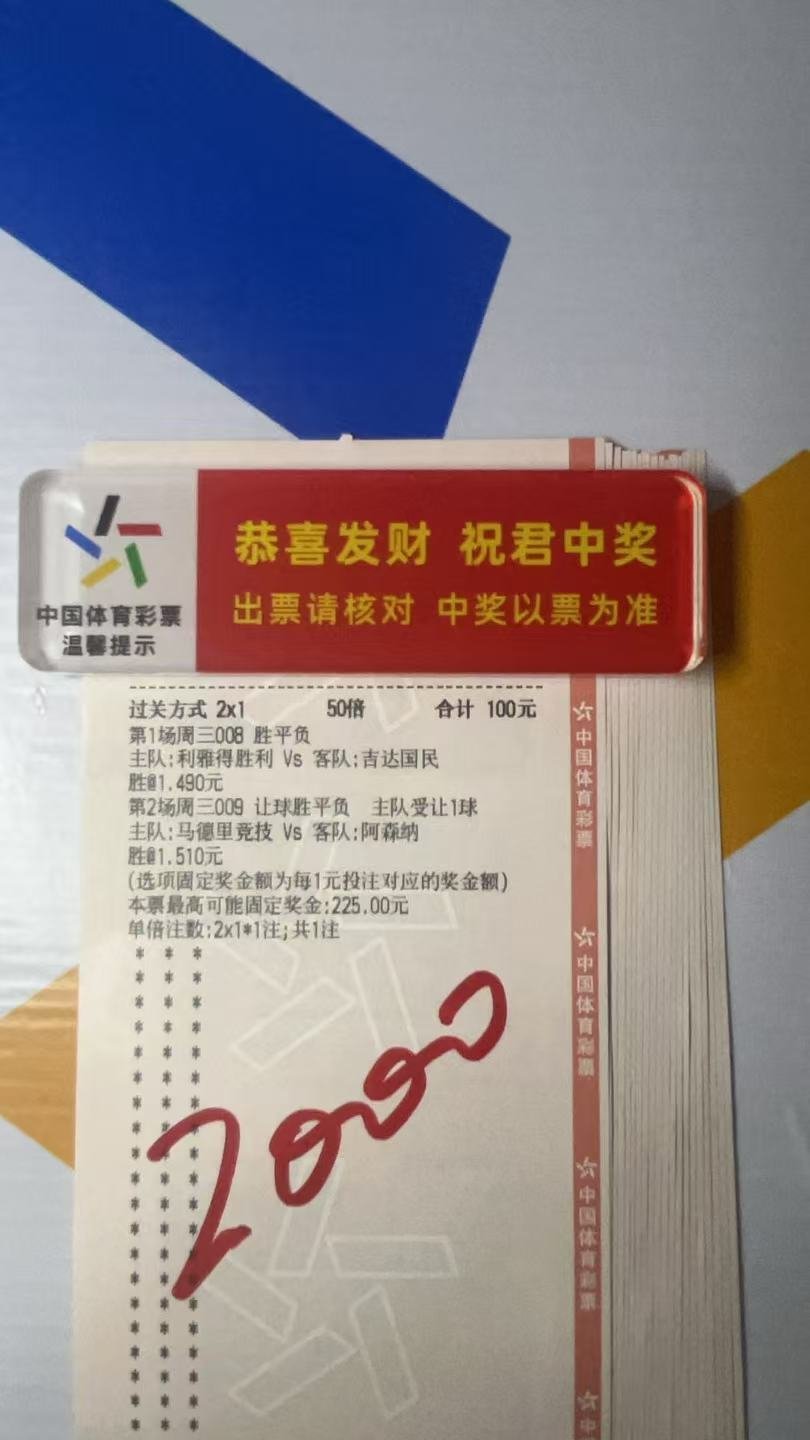 恭喜发财 祝君中奖
出票请核对 中奖以票为准
中国体育彩票
温馨提示
过关方式 2x1 50倍 合计 100元
第1场周三008 胜平负
主队:利雅得胜利 Vs 客队:吉达国民
胜@1.490元
第2场周三009 让球胜平负 主队受让1球
主队:马德里竞技 Vs 客队:阿森纳
胜@1.510元
(选项固定奖金额为每1元投注对应的奖金额)
本票最高可能固定奖金:225.00元
单倍注数:2x1*1注;共1注
2000
中国体育彩票
中国体育彩票
中国体育彩票
中